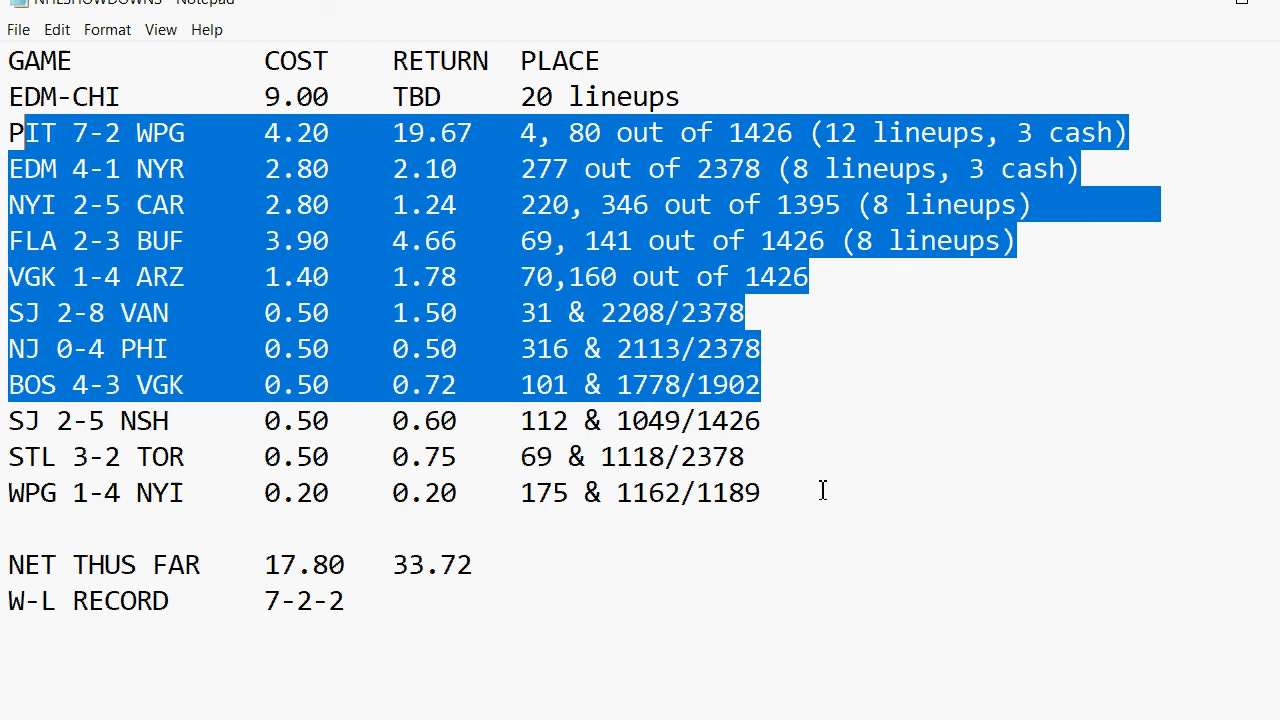 NHLSHOWDOWNS - Notepad
File Edit Format View Help
GAME COST RETURN PLACE
EDM-CHI 9.00 TBD 20 lineups
PIT 7-2 WPG 4.20 19.67 4, 80 out of 1426 (12 lineups, 3 cash)
EDM 4-1 NYR 2.80 2.10 277 out of 2378 (8 lineups, 3 cash)
NYI 2-5 CAR 2.80 1.24 220, 346 out of 1395 (8 lineups)
FLA 2-3 BUF 3.90 4.66 69, 141 out of 1426 (8 lineups)
VGK 1-4 ARZ 1.40 1.78 70,160 out of 1426
SJ 2-8 VAN 0.50 1.50 31 & 2208/2378
NJ 0-4 PHI 0.50 0.50 316 & 2113/2378
BOS 4-3 VGK 0.50 0.72 101 & 1778/1902
SJ 2-5 NSH 0.50 0.60 112 & 1049/1426
STL 3-2 TOR 0.50 0.75 69 & 1118/2378
WPG 1-4 NYI 0.20 0.20 175 & 1162/1189
NET THUS FAR 17.80 33.72
W-L RECORD 7-2-2